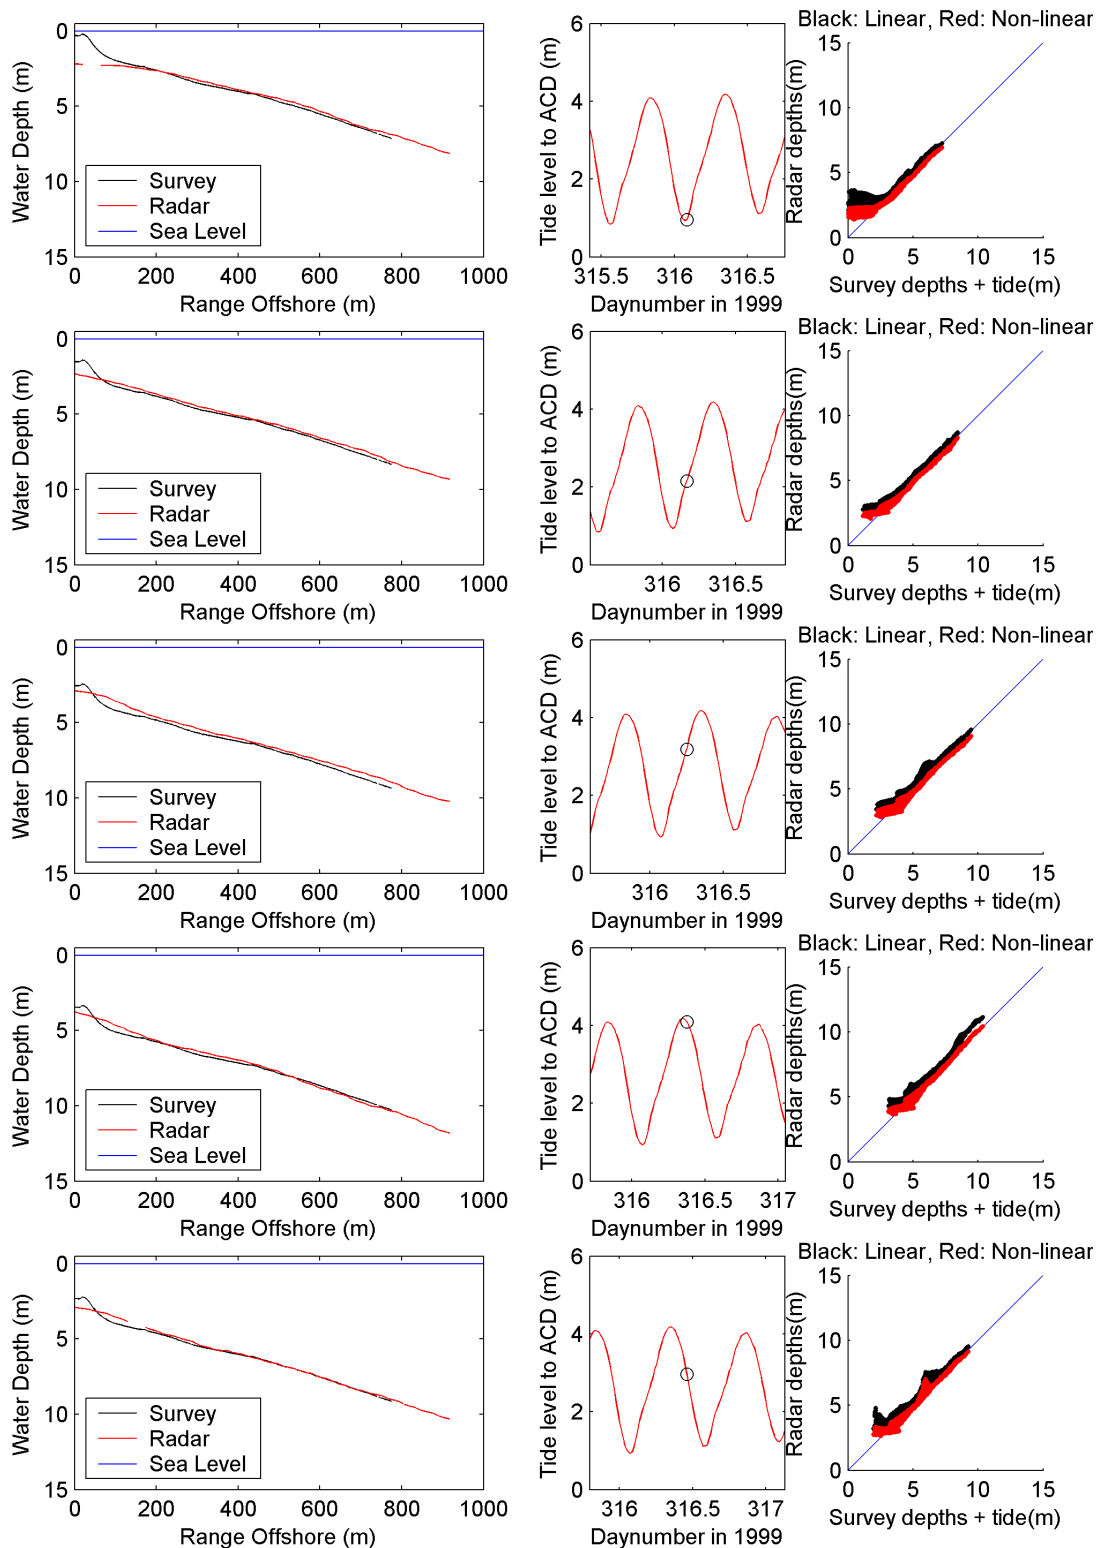 Black: Linear, Red: Non-linear
0
5
10
15
Water Depth (m)
Survey
Radar
Sea Level
0 200 400 600 800 1000
Range Offshore (m)
6
4
2
0
Tide level to ACD (m)
315.5 316 316.5
Daynumber in 1999
15
10
5
0
Radar depths(m)
0 5 10 15
Survey depths + tide(m)
Black: Linear, Red: Non-linear
0
5
10
15
Water Depth (m)
Survey
Radar
Sea Level
0 200 400 600 800 1000
Range Offshore (m)
6
4
2
0
Tide level to ACD (m)
316 316.5
Daynumber in 1999
15
10
5
0
Radar depths(m)
0 5 10 15
Survey depths + tide(m)
Black: Linear, Red: Non-linear
0
5
10
15
Water Depth (m)
Survey
Radar
Sea Level
0 200 400 600 800 1000
Range Offshore (m)
6
4
2
0
Tide level to ACD (m)
316 316.5
Daynumber in 1999
15
10
5
0
Radar depths(m)
0 5 10 15
Survey depths + tide(m)
Black: Linear, Red: Non-linear
0
5
10
15
Water Depth (m)
Survey
Radar
Sea Level
0 200 400 600 800 1000
Range Offshore (m)
6
4
2
0
Tide level to ACD (m)
316 316.5 317
Daynumber in 1999
15
10
5
0
Radar depths(m)
0 5 10 15
Survey depths + tide(m)
Black: Linear, Red: Non-linear
0
5
10
15
Water Depth (m)
Survey
Radar
Sea Level
0 200 400 600 800 1000
Range Offshore (m)
6
4
2
0
Tide level to ACD (m)
316 316.5 317
Daynumber in 1999
15
10
5
0
Radar depths(m)
0 5 10 15
Survey depths + tide(m)